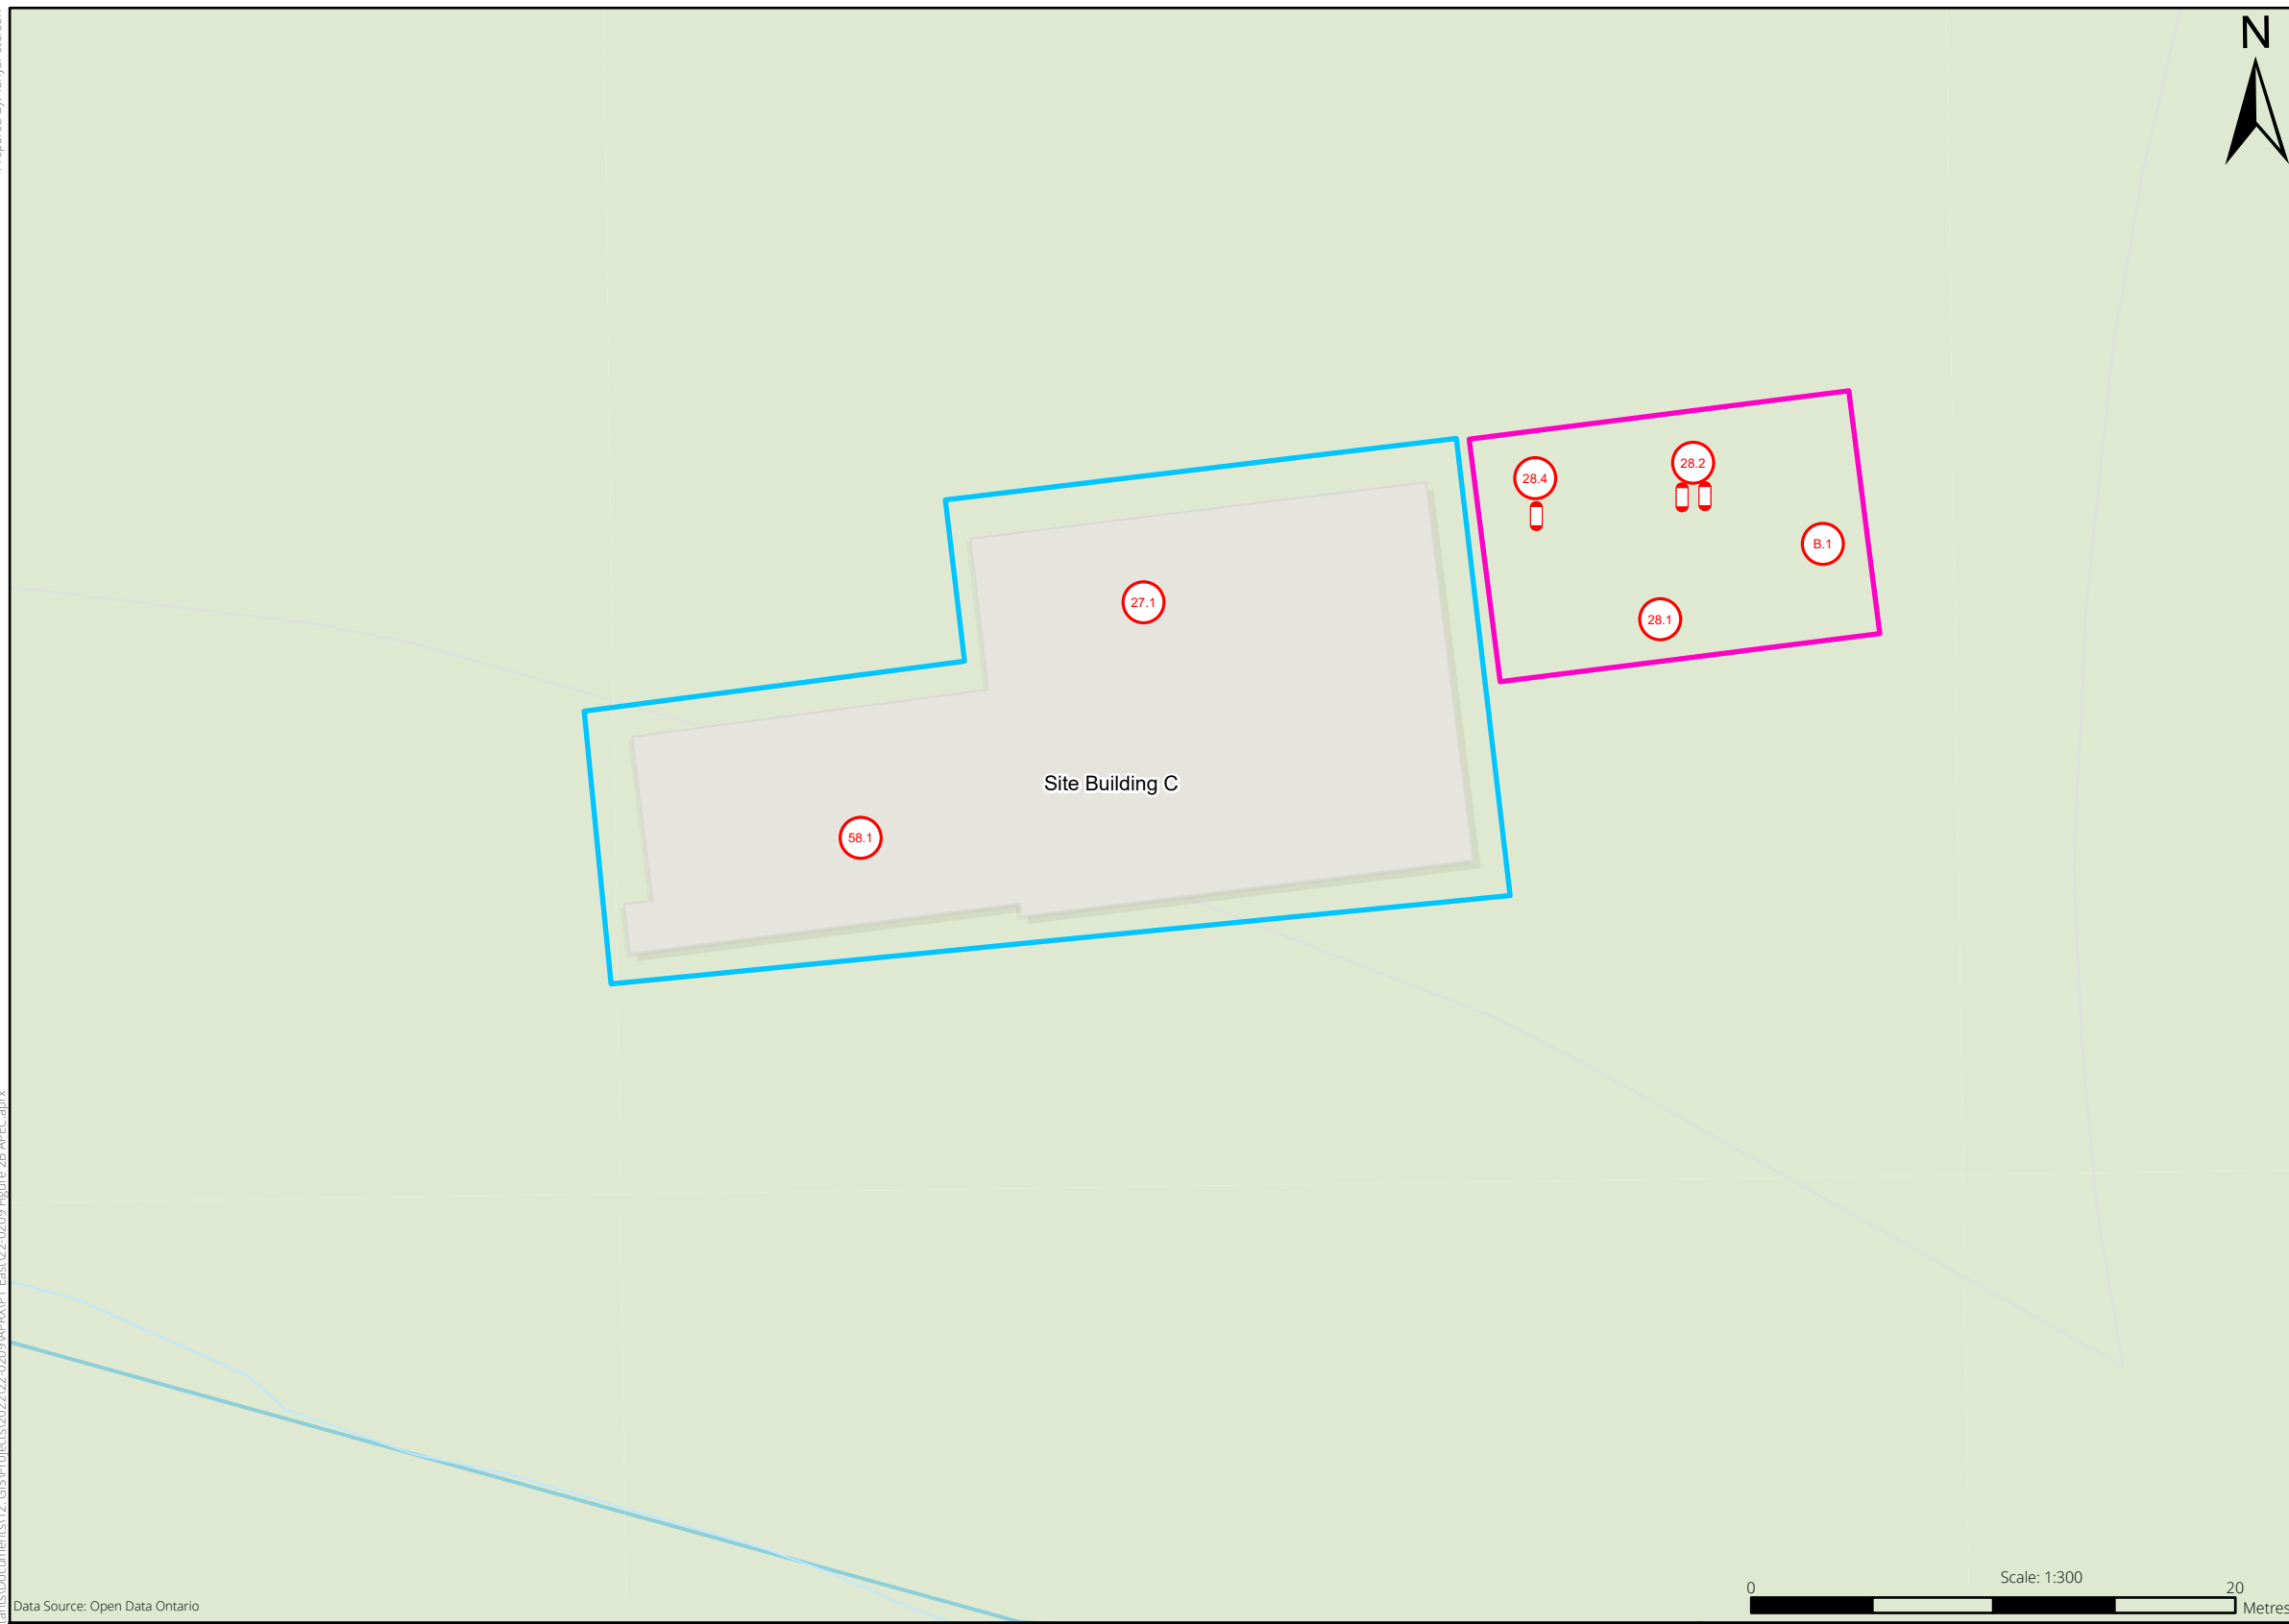 N
28.2
28.4
B.1
27.1
28.1
Site Building C
58.1
Scale: 1:300
0
20
Metres
Data Source: Open Data Ontario